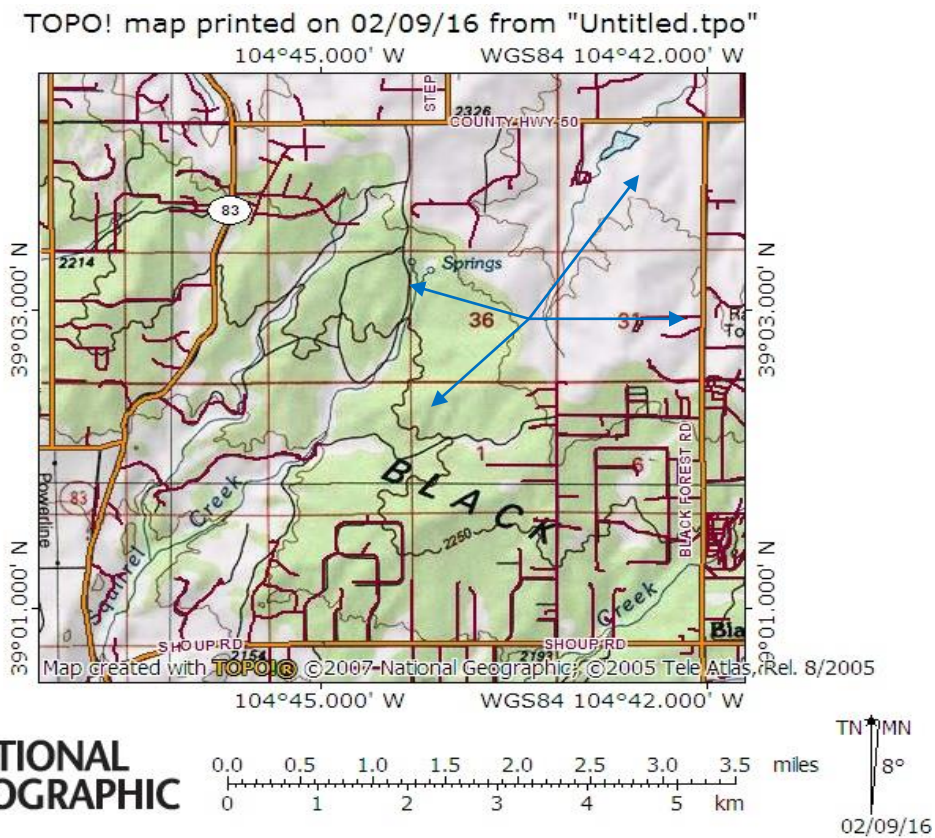 TOPO! map printed on 02/09/16 from "Untitled.tpo"
104°45.000' W WGS84 104°42.000' W
STEP
2326
COUNTY HWY 50
83
2214
Springs
39°03.000' N
36
31
39°03.000' N
Ra
To
1
6
BLACK
BLACK FOREST RD
Powerline
83
Creek
Squirrel
2250
Creek
39°01.000' N
39°01.000' N
Bla
SHOUP RD
SHOUP RD
2154
2193
Map created with TOPO!® ©2007 National Geographic; ©2005 Tele Atlas, Rel. 8/2005
104°45.000' W WGS84 104°42.000' W
TIONAL
OGRAPHIC
0.0 0.5 1.0 1.5 2.0 2.5 3.0 3.5 miles
0 1 2 3 4 5 km
TN MN
8°
02/09/16